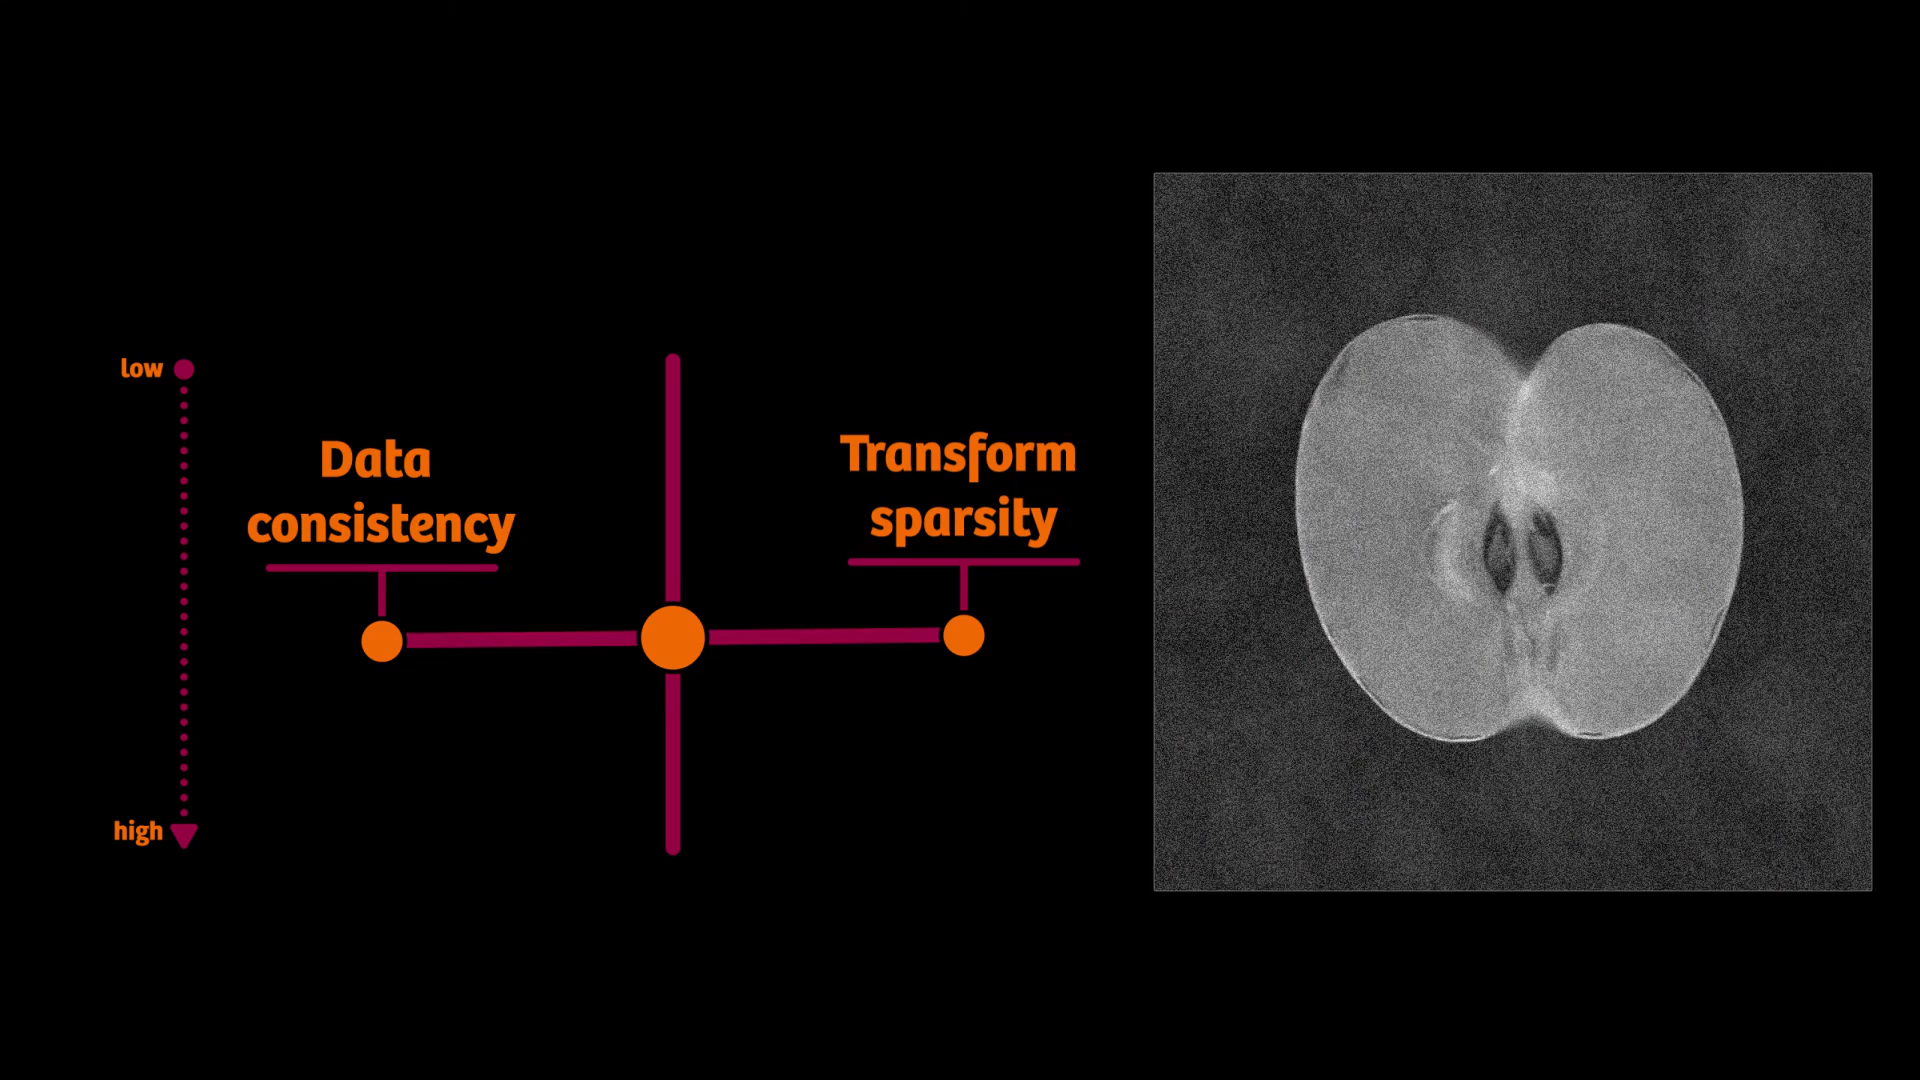 low
Data
consistency
Transform
sparsity
high